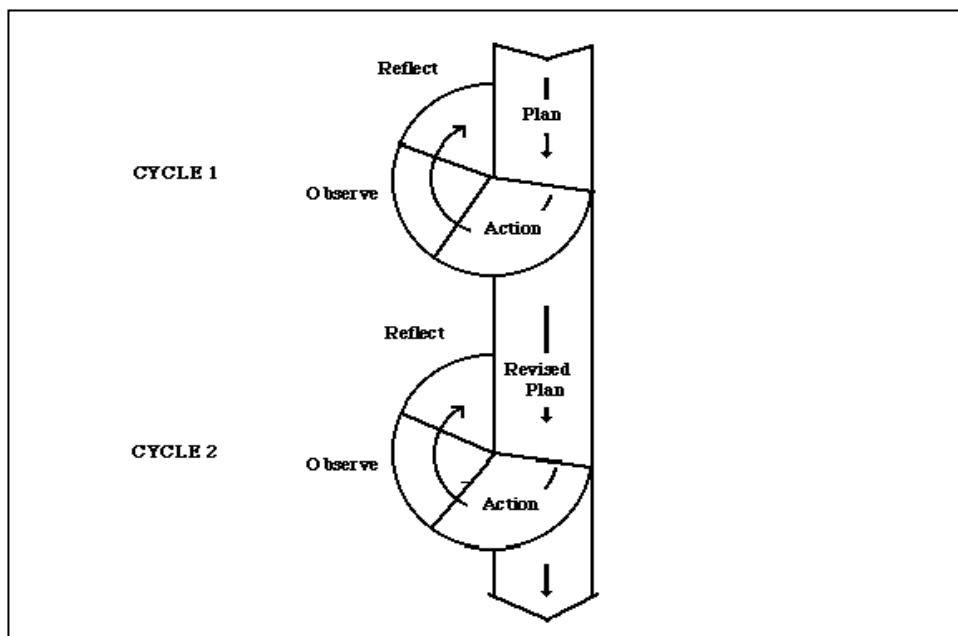 Reflect
Plan
CYCLE 1
Observe
Action
Reflect
Revised
Plan
CYCLE 2
Observe
Action